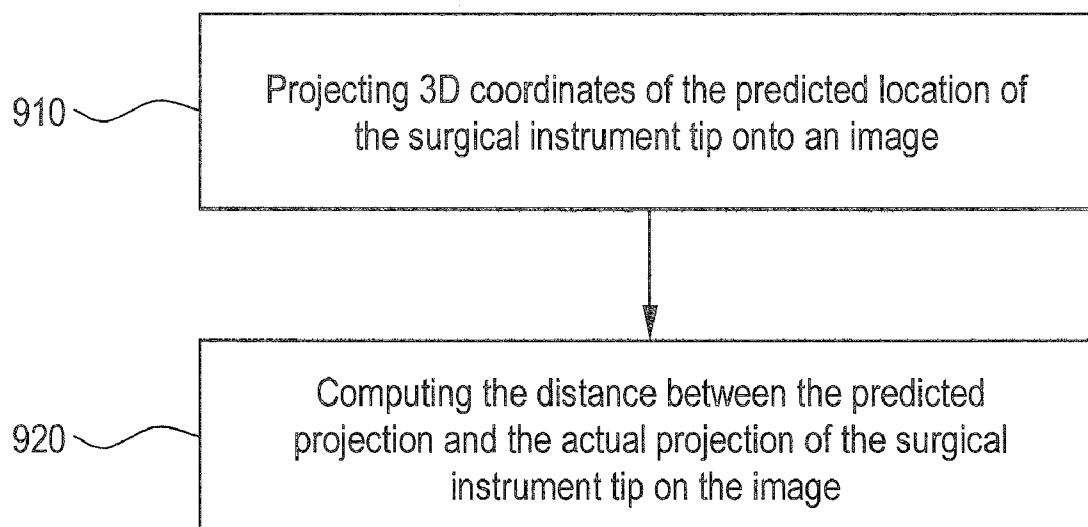 910
Projecting 3D coordinates of the predicted location of
the surgical instrument tip onto an image
920
Computing the distance between the predicted
projection and the actual projection of the surgical
instrument tip on the image